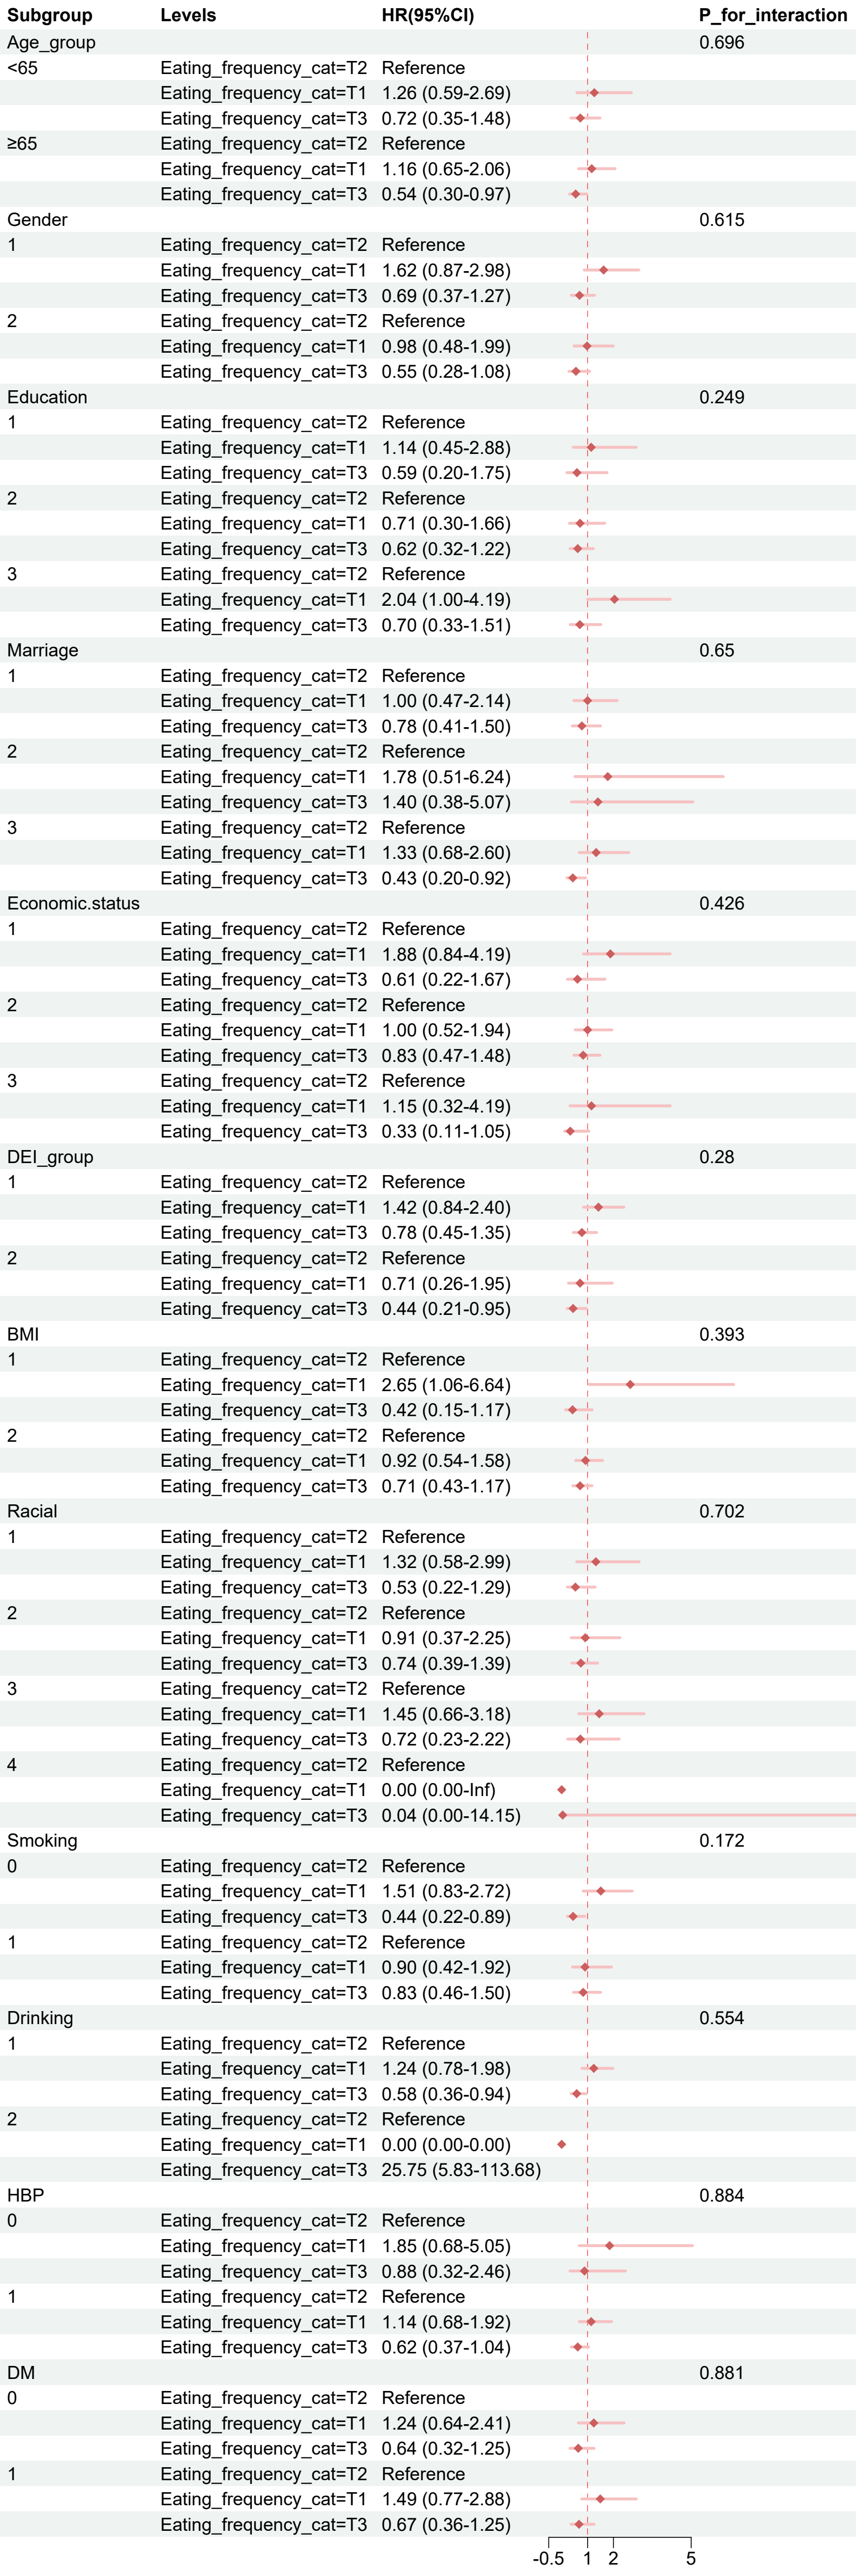 Subgroup Levels HR(95%CI) P_for_interaction
Age_group 0.696
<65 Eating_frequency_cat=T2 Reference
Eating_frequency_cat=T1 1.26 (0.59-2.69)
Eating_frequency_cat=T3 0.72 (0.35-1.48)
≥65 Eating_frequency_cat=T2 Reference
Eating_frequency_cat=T1 1.16 (0.65-2.06)
Eating_frequency_cat=T3 0.54 (0.30-0.97)
Gender 0.615
1 Eating_frequency_cat=T2 Reference
Eating_frequency_cat=T1 1.62 (0.87-2.98)
Eating_frequency_cat=T3 0.69 (0.37-1.27)
2 Eating_frequency_cat=T2 Reference
Eating_frequency_cat=T1 0.98 (0.48-1.99)
Eating_frequency_cat=T3 0.55 (0.28-1.08)
Education 0.249
1 Eating_frequency_cat=T2 Reference
Eating_frequency_cat=T1 1.14 (0.45-2.88)
Eating_frequency_cat=T3 0.59 (0.20-1.75)
2 Eating_frequency_cat=T2 Reference
Eating_frequency_cat=T1 0.71 (0.30-1.66)
Eating_frequency_cat=T3 0.62 (0.32-1.22)
3 Eating_frequency_cat=T2 Reference
Eating_frequency_cat=T1 2.04 (1.00-4.19)
Eating_frequency_cat=T3 0.70 (0.33-1.51)
Marriage 0.65
1 Eating_frequency_cat=T2 Reference
Eating_frequency_cat=T1 1.00 (0.47-2.14)
Eating_frequency_cat=T3 0.78 (0.41-1.50)
2 Eating_frequency_cat=T2 Reference
Eating_frequency_cat=T1 1.78 (0.51-6.24)
Eating_frequency_cat=T3 1.40 (0.38-5.07)
3 Eating_frequency_cat=T2 Reference
Eating_frequency_cat=T1 1.33 (0.68-2.60)
Eating_frequency_cat=T3 0.43 (0.20-0.92)
Economic.status 0.426
1 Eating_frequency_cat=T2 Reference
Eating_frequency_cat=T1 1.88 (0.84-4.19)
Eating_frequency_cat=T3 0.61 (0.22-1.67)
2 Eating_frequency_cat=T2 Reference
Eating_frequency_cat=T1 1.00 (0.52-1.94)
Eating_frequency_cat=T3 0.83 (0.47-1.48)
3 Eating_frequency_cat=T2 Reference
Eating_frequency_cat=T1 1.15 (0.32-4.19)
Eating_frequency_cat=T3 0.33 (0.11-1.05)
DEI_group 0.28
1 Eating_frequency_cat=T2 Reference
Eating_frequency_cat=T1 1.42 (0.84-2.40)
Eating_frequency_cat=T3 0.78 (0.45-1.35)
2 Eating_frequency_cat=T2 Reference
Eating_frequency_cat=T1 0.71 (0.26-1.95)
Eating_frequency_cat=T3 0.44 (0.21-0.95)
BMI 0.393
1 Eating_frequency_cat=T2 Reference
Eating_frequency_cat=T1 2.65 (1.06-6.64)
Eating_frequency_cat=T3 0.42 (0.15-1.17)
2 Eating_frequency_cat=T2 Reference
Eating_frequency_cat=T1 0.92 (0.54-1.58)
Eating_frequency_cat=T3 0.71 (0.43-1.17)
Racial 0.702
1 Eating_frequency_cat=T2 Reference
Eating_frequency_cat=T1 1.32 (0.58-2.99)
Eating_frequency_cat=T3 0.53 (0.22-1.29)
2 Eating_frequency_cat=T2 Reference
Eating_frequency_cat=T1 0.91 (0.37-2.25)
Eating_frequency_cat=T3 0.74 (0.39-1.39)
3 Eating_frequency_cat=T2 Reference
Eating_frequency_cat=T1 1.45 (0.66-3.18)
Eating_frequency_cat=T3 0.72 (0.23-2.22)
4 Eating_frequency_cat=T2 Reference
Eating_frequency_cat=T1 0.00 (0.00-Inf)
Eating_frequency_cat=T3 0.04 (0.00-14.15)
Smoking 0.172
0 Eating_frequency_cat=T2 Reference
Eating_frequency_cat=T1 1.51 (0.83-2.72)
Eating_frequency_cat=T3 0.44 (0.22-0.89)
1 Eating_frequency_cat=T2 Reference
Eating_frequency_cat=T1 0.90 (0.42-1.92)
Eating_frequency_cat=T3 0.83 (0.46-1.50)
Drinking 0.554
1 Eating_frequency_cat=T2 Reference
Eating_frequency_cat=T1 1.24 (0.78-1.98)
Eating_frequency_cat=T3 0.58 (0.36-0.94)
2 Eating_frequency_cat=T2 Reference
Eating_frequency_cat=T1 0.00 (0.00-0.00)
Eating_frequency_cat=T3 25.75 (5.83-113.68)
HBP 0.884
0 Eating_frequency_cat=T2 Reference
Eating_frequency_cat=T1 1.85 (0.68-5.05)
Eating_frequency_cat=T3 0.88 (0.32-2.46)
1 Eating_frequency_cat=T2 Reference
Eating_frequency_cat=T1 1.14 (0.68-1.92)
Eating_frequency_cat=T3 0.62 (0.37-1.04)
DM 0.881
0 Eating_frequency_cat=T2 Reference
Eating_frequency_cat=T1 1.24 (0.64-2.41)
Eating_frequency_cat=T3 0.64 (0.32-1.25)
1 Eating_frequency_cat=T2 Reference
Eating_frequency_cat=T1 1.49 (0.77-2.88)
Eating_frequency_cat=T3 0.67 (0.36-1.25)
-0.5 1 2 5